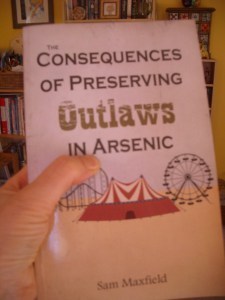 THE
CONSEQUENCES
OF PRESERVING
Outlaws
IN ARSENIC
Sam Maxfield